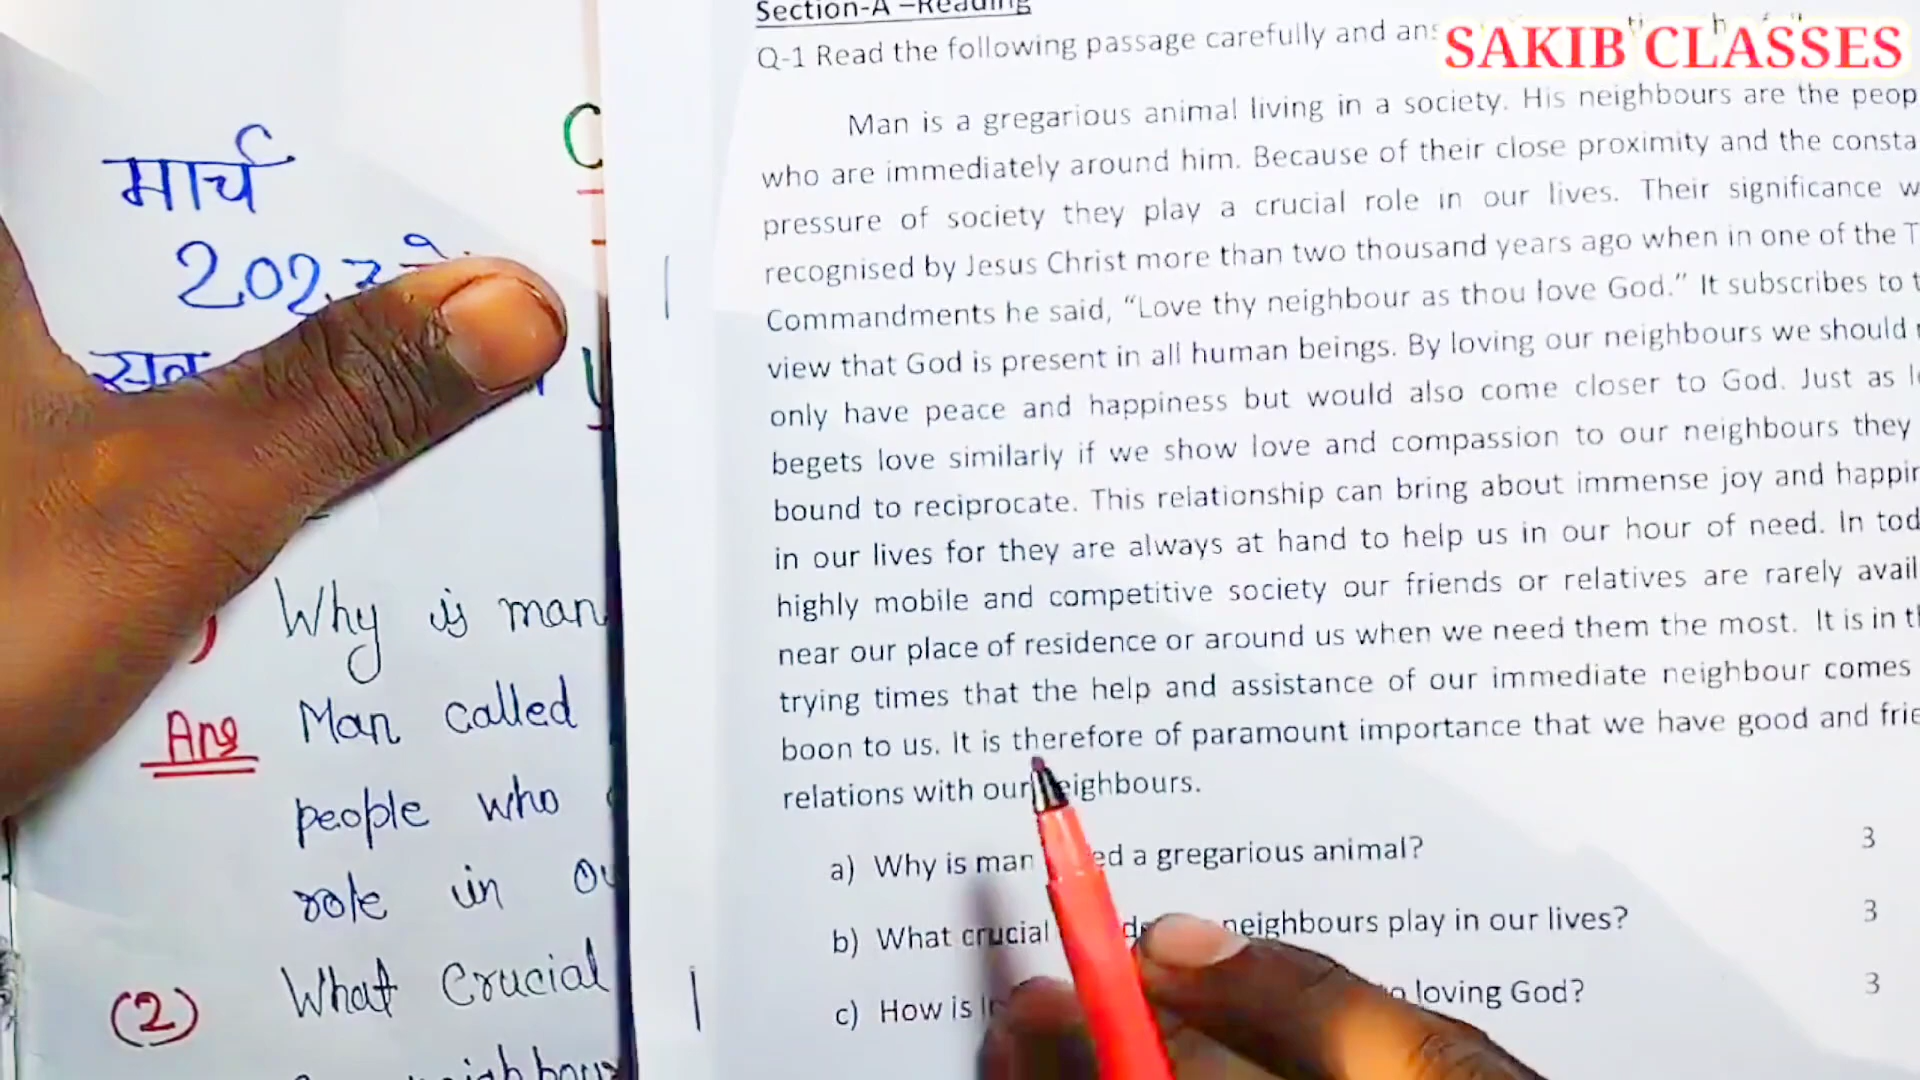 SAKIB CLASSES
Section-A –Reading
Q-1 Read the following passage carefully and
Man is a gregarious animal living in a society. His neighbours are the peop
who are immediately around him. Because of their close proximity and the consta
pressure of society they play a crucial role in our lives. Their significance w
recognised by Jesus Christ more than two thousand years ago when in one of the T
Commandments he said, “Love thy neighbour as thou love God.” It subscribes to t
view that God is present in all human beings. By loving our neighbours we should
only have peace and happiness but would also come closer to God. Just as l
begets love similarly if we show love and compassion to our neighbours they
bound to reciprocate. This relationship can bring about immense joy and happin
in our lives for they are always at hand to help us in our hour of need. In tod
highly mobile and competitive society our friends or relatives are rarely avail
near our place of residence or around us when we need them the most. It is in th
trying times that the help and assistance of our immediate neighbour comes
boon to us. It is therefore of paramount importance that we have good and frie
relations with our neighbours.
a) Why is man ed a gregarious animal? 3
b) What crucial neighbours play in our lives? 3
c) How is loving God? 3
मार्च
202
Why is man
Ans Man called
people who
role in
(2) What Crucial